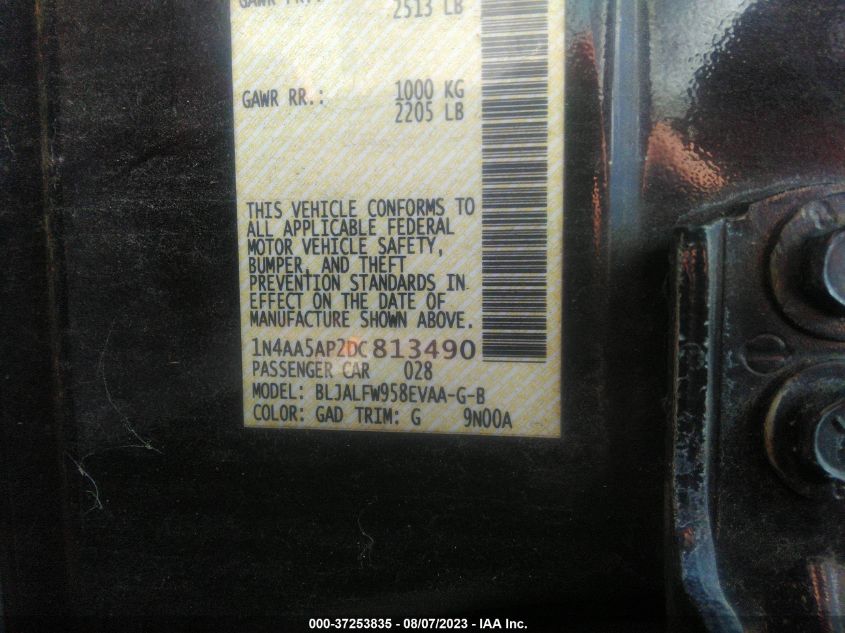 GAWR FR.:
2513 LB
GAWR RR.: 1000 KG
2205 LB
THIS VEHICLE CONFORMS TO
ALL APPLICABLE FEDERAL
MOTOR VEHICLE SAFETY,
BUMPER, AND THEFT
PREVENTION STANDARDS IN
EFFECT ON THE DATE OF
MANUFACTURE SHOWN ABOVE.
1N4AA5AP2DC813490
PASSENGER CAR 028
MODEL: BLJALFW958EVAA-G-B
COLOR: GAD TRIM: G 9N00A
000-37253835 - 08/07/2023 - IAA Inc.